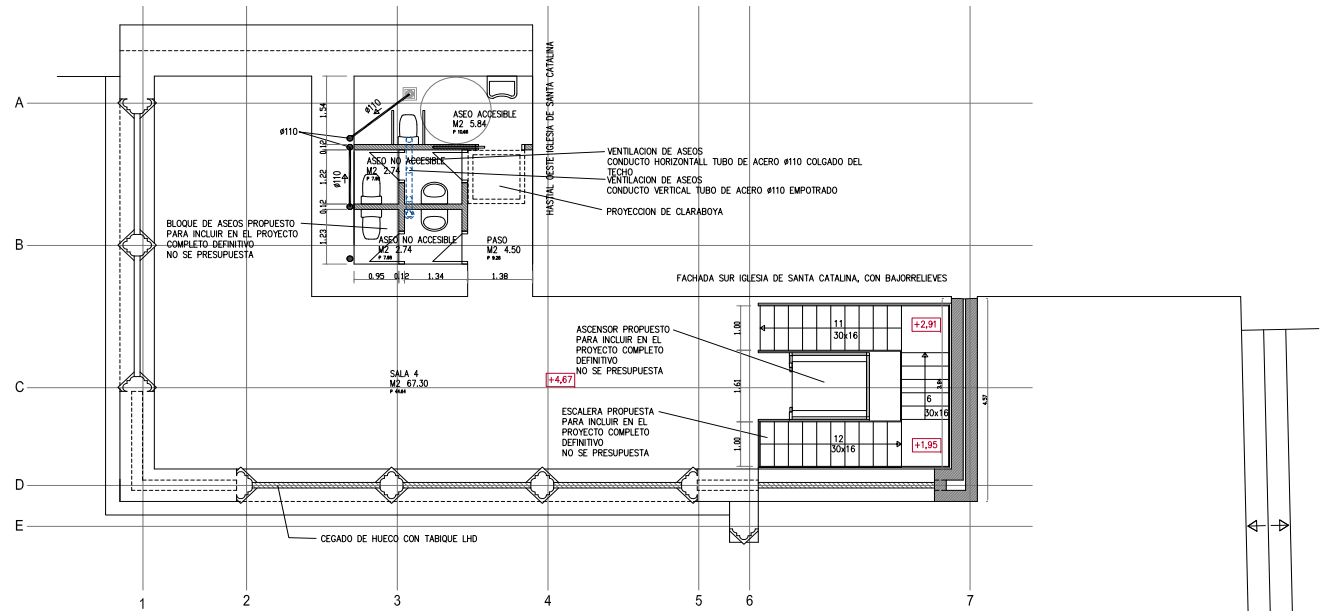 A
B
C
D
E
1
2
3
4
5
6
7
HASTIAL OESTE IGLESIA DE SANTA CATALINA
1.54
0.12
1.22
0.12
1.23
ø110
ø110
ø110
ASEO ACCESIBLE
M2 5.84
ASEO NO ACCESIBLE
M2 2.74
P 7.98
VENTILACION DE ASEOS
CONDUCTO HORIZONTALL TUBO DE ACERO ø110 COLGADO DEL
TECHO
VENTILACION DE ASEOS
CONDUCTO VERTICAL TUBO DE ACERO ø110 EMPOTRADO
PROYECCION DE CLARABOYA
BLOQUE DE ASEOS PROPUESTO
PARA INCLUIR EN EL PROYECTO
COMPLETO DEFINITIVO
NO SE PRESUPUESTA
ASEO NO ACCESIBLE
M2 2.74
P 7.98
PASO
M2 4.50
P 9.26
0.95
0.12
1.34
1.38
FACHADA SUR IGLESIA DE SANTA CATALINA, CON BAJORRELIEVES
ASCENSOR PROPUESTO
PARA INCLUIR EN EL
PROYECTO COMPLETO
DEFINITIVO
NO SE PRESUPUESTA
1.00
1.61
1.00
11
30x16
+2,91
6
30x16
4.57
SALA 4
M2 67.30
+4,67
ESCALERA PROPUESTA
PARA INCLUIR EN EL
PROYECTO COMPLETO
DEFINITIVO
NO SE PRESUPUESTA
12
30x16
+1,95
CEGADO DE HUECO CON TABIQUE LHD